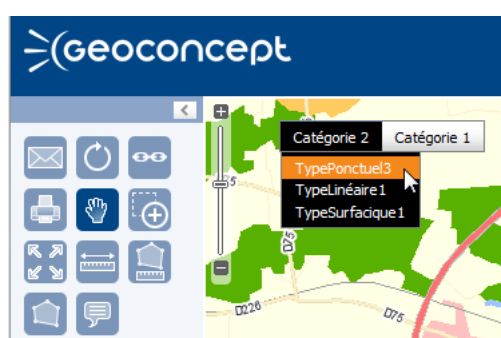 Geoconcept
Catégorie 2 Catégorie 1
TypePonctuel3
TypeLinéaire1
TypeSurfacique1
5
D75
D226
D75